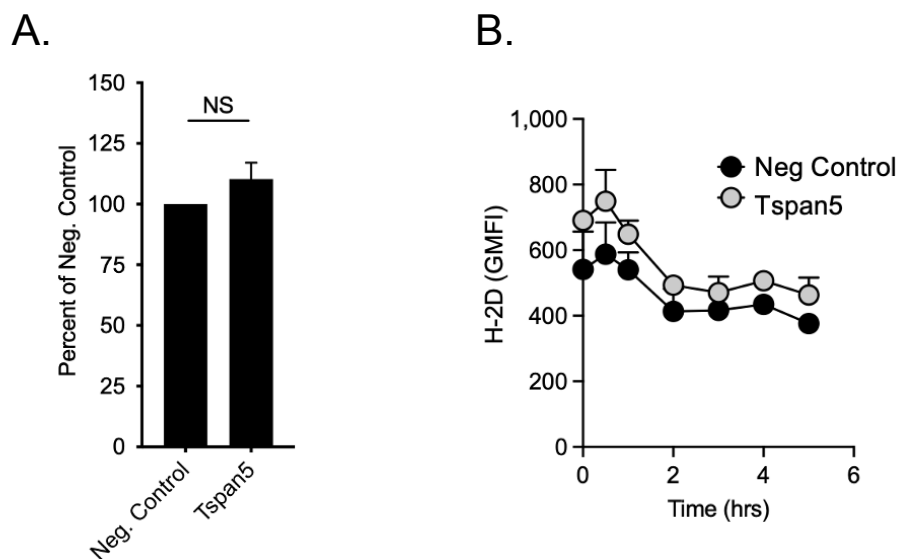 A.
150
125
100
75
50
25
0
Percent of Neg. Control
NS
Neg. Control
Tspan5
B.
1,000
800
600
400
200
0
H-2D (GMFI)
Neg Control
Tspan5
0 2 4 6
Time (hrs)